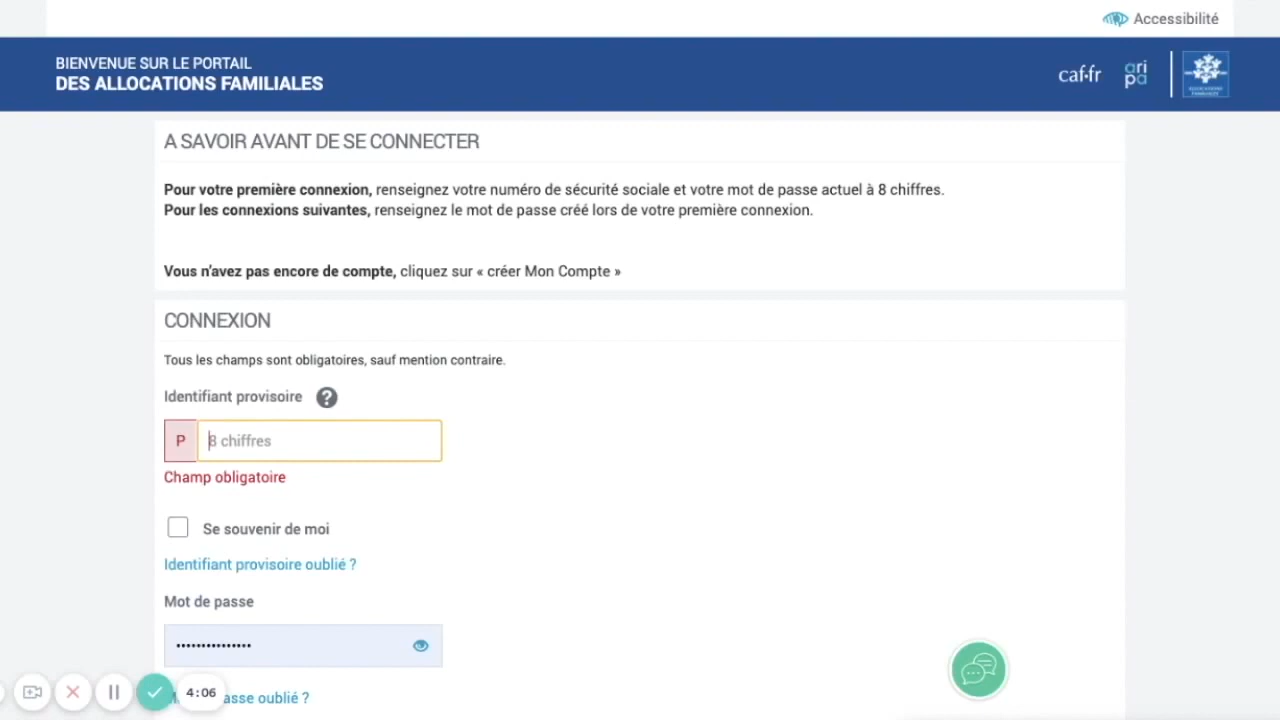 Accessibilité
BIENVENUE SUR LE PORTAIL
DES ALLOCATIONS FAMILIALES
caf.fr
ari
pa
ALLOCATIONS
FAMILIALES
A SAVOIR AVANT DE SE CONNECTER
Pour votre première connexion, renseignez votre numéro de sécurité sociale et votre mot de passe actuel à 8 chiffres.
Pour les connexions suivantes, renseignez le mot de passe créé lors de votre première connexion.
Vous n'avez pas encore de compte, cliquez sur « créer Mon Compte »
CONNEXION
Tous les champs sont obligatoires, sauf mention contraire.
Identifiant provisoire ?
P 8 chiffres
Champ obligatoire
Se souvenir de moi
Identifiant provisoire oublié ?
Mot de passe
•••••••••••••••
4:06
asse oublié ?